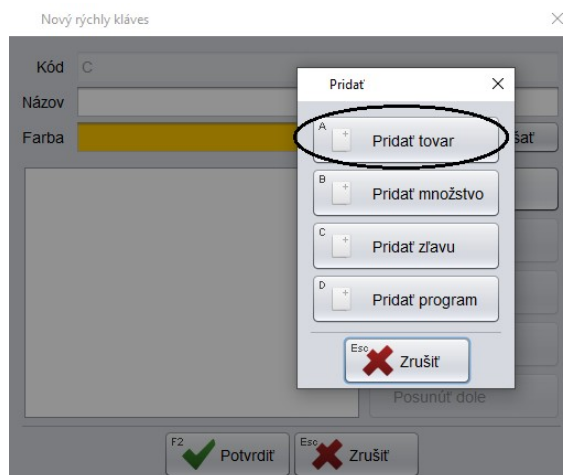 Nový rýchly kláves
Kód C
Názov
Farba
šať
Pridať
A Pridať tovar
B Pridať množstvo
C Pridať zľavu
D Pridať program
Esc Zrušiť
Posunúť dole
F2 Potvrdiť
Esc Zrušiť